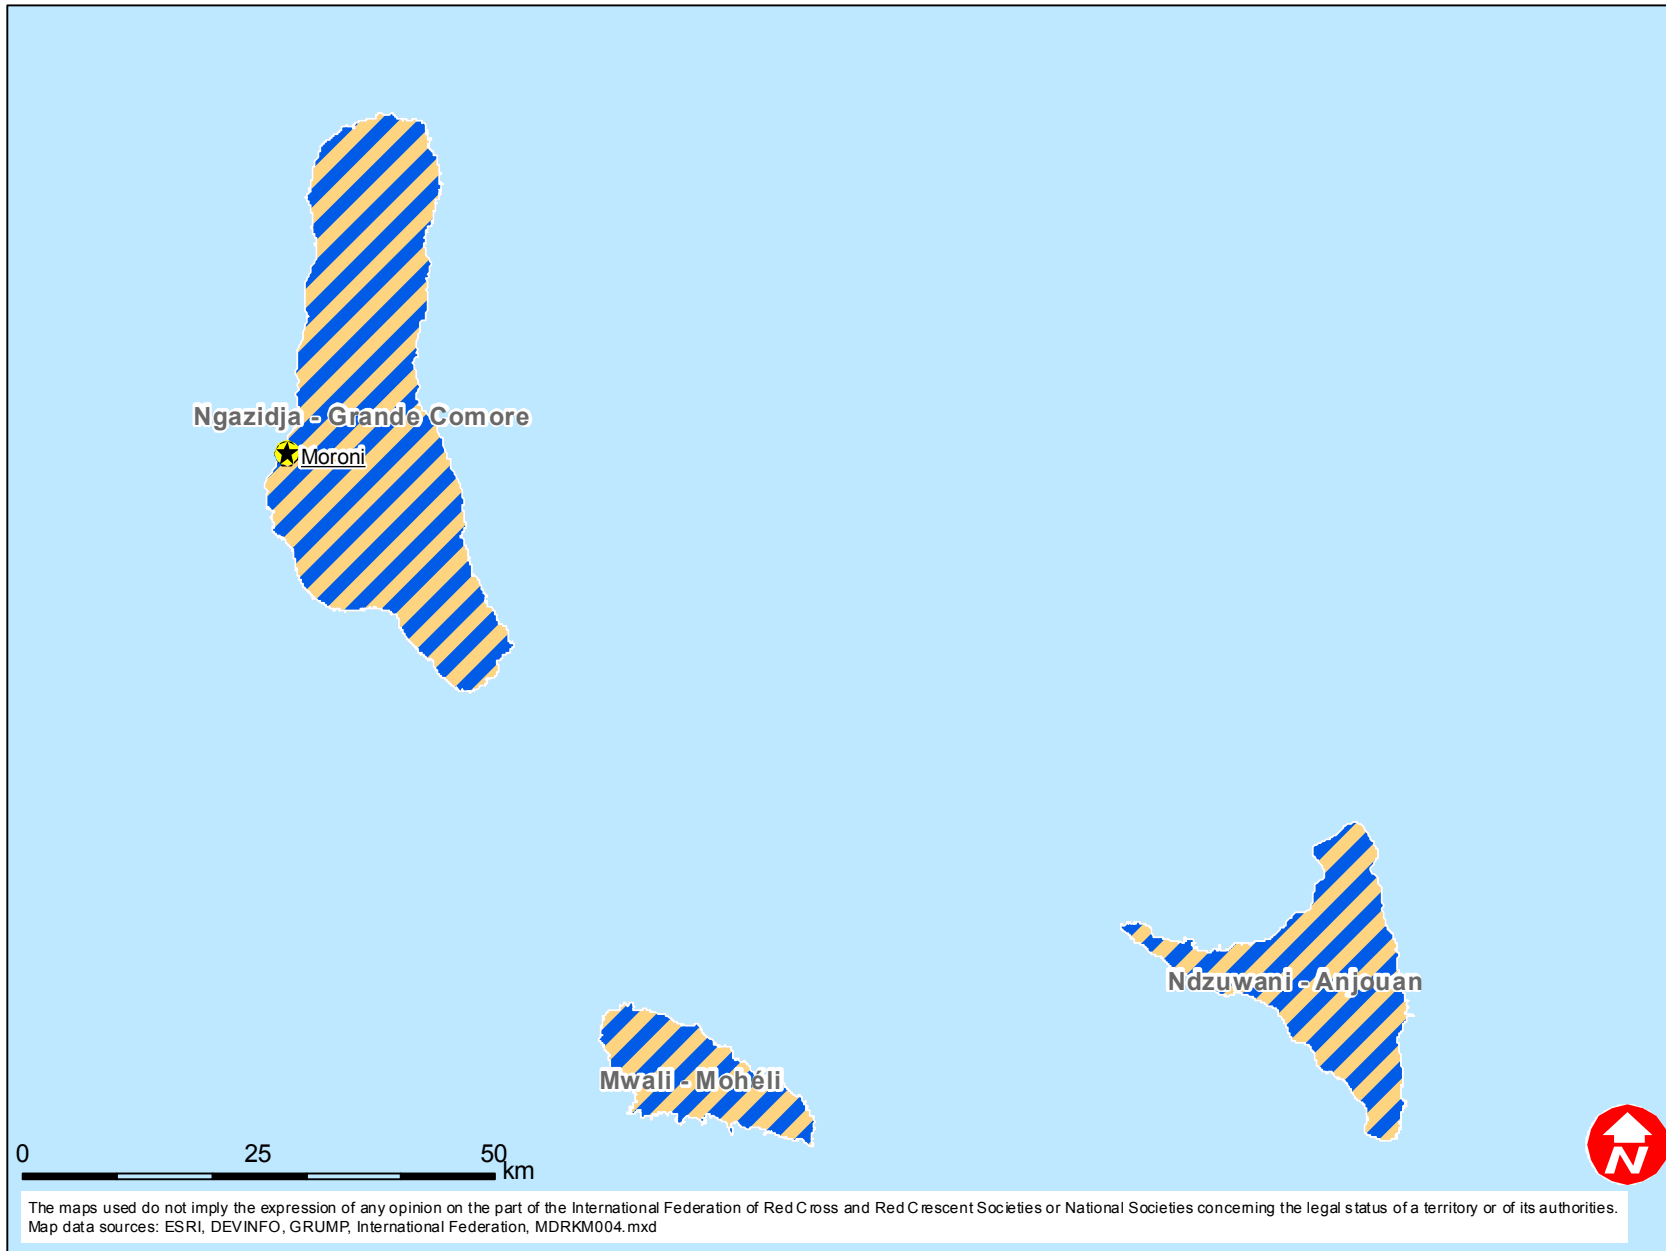 Ngazidja - Grande Comore
Moroni
Ndzuwani - Anjouan
Mwali - Mohéli
0 25 50 km
N
The maps used do not imply the expression of any opinion on the part of the International Federation of Red Cross and Red Crescent Societies or National Societies concerning the legal status of a territory or of its authorities.
Map data sources: ESRI, DEVINFO, GRUMP, International Federation, MDRKM004.mxd